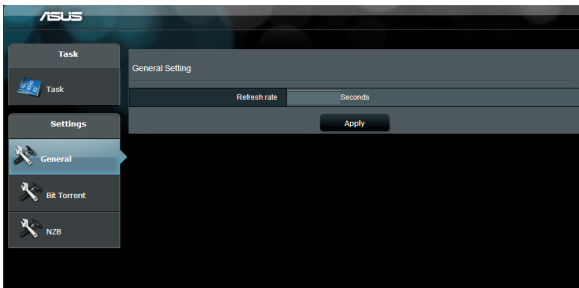 ASUS
Task
Task
Settings
General
Bit Torrent
NZB
General Setting
Refresh rate Seconds
Apply